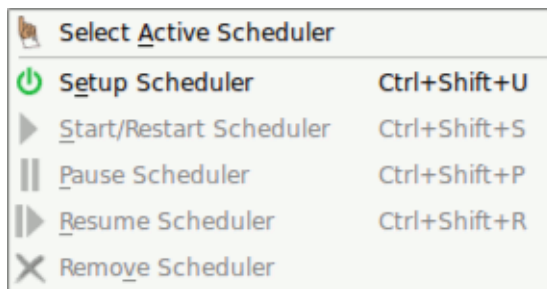 Select Active Scheduler
Setup Scheduler Ctrl+Shift+U
Start/Restart Scheduler Ctrl+Shift+S
Pause Scheduler Ctrl+Shift+P
Resume Scheduler Ctrl+Shift+R
Remove Scheduler